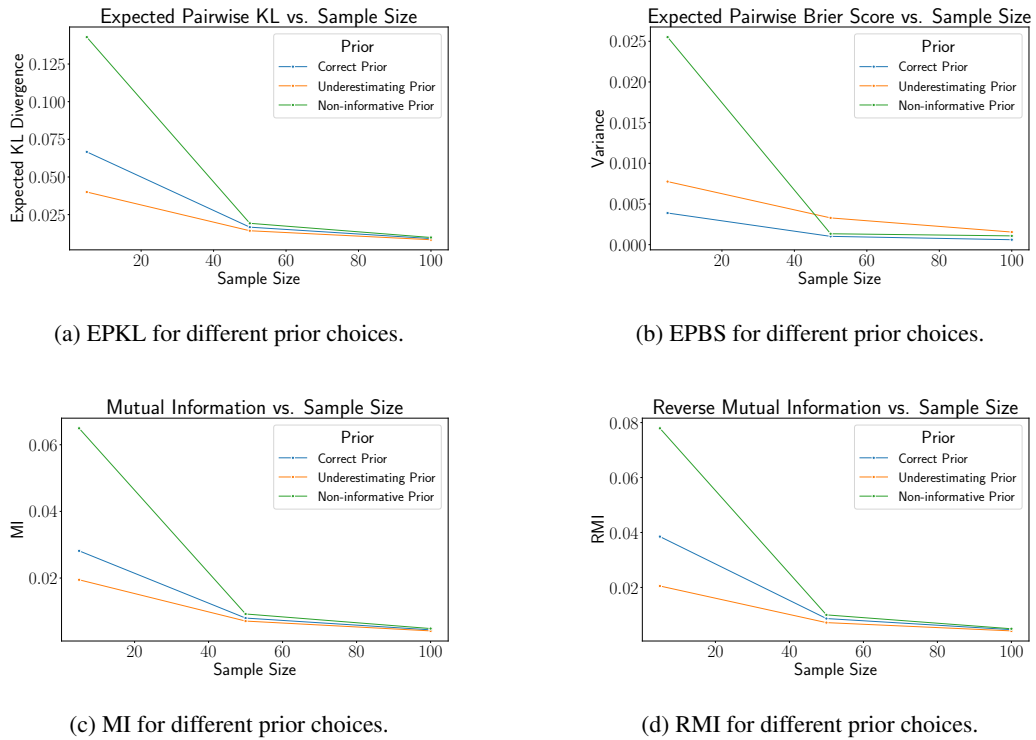 Expected Pairwise KL vs. Sample Size
Expected KL Divergence
0.125
0.100
0.075
0.050
0.025
Prior
Correct Prior
Underestimating Prior
Non-informative Prior
20 40 60 80 100
Sample Size
(a) EPKL for different prior choices.
Expected Pairwise Brier Score vs. Sample Size
Variance
0.025
0.020
0.015
0.010
0.005
0.000
Prior
Correct Prior
Underestimating Prior
Non-informative Prior
20 40 60 80 100
Sample Size
(b) EPBS for different prior choices.
Mutual Information vs. Sample Size
MI
0.06
0.04
0.02
Prior
Correct Prior
Underestimating Prior
Non-informative Prior
20 40 60 80 100
Sample Size
(c) MI for different prior choices.
Reverse Mutual Information vs. Sample Size
RMI
0.08
0.06
0.04
0.02
Prior
Correct Prior
Underestimating Prior
Non-informative Prior
20 40 60 80 100
Sample Size
(d) RMI for different prior choices.